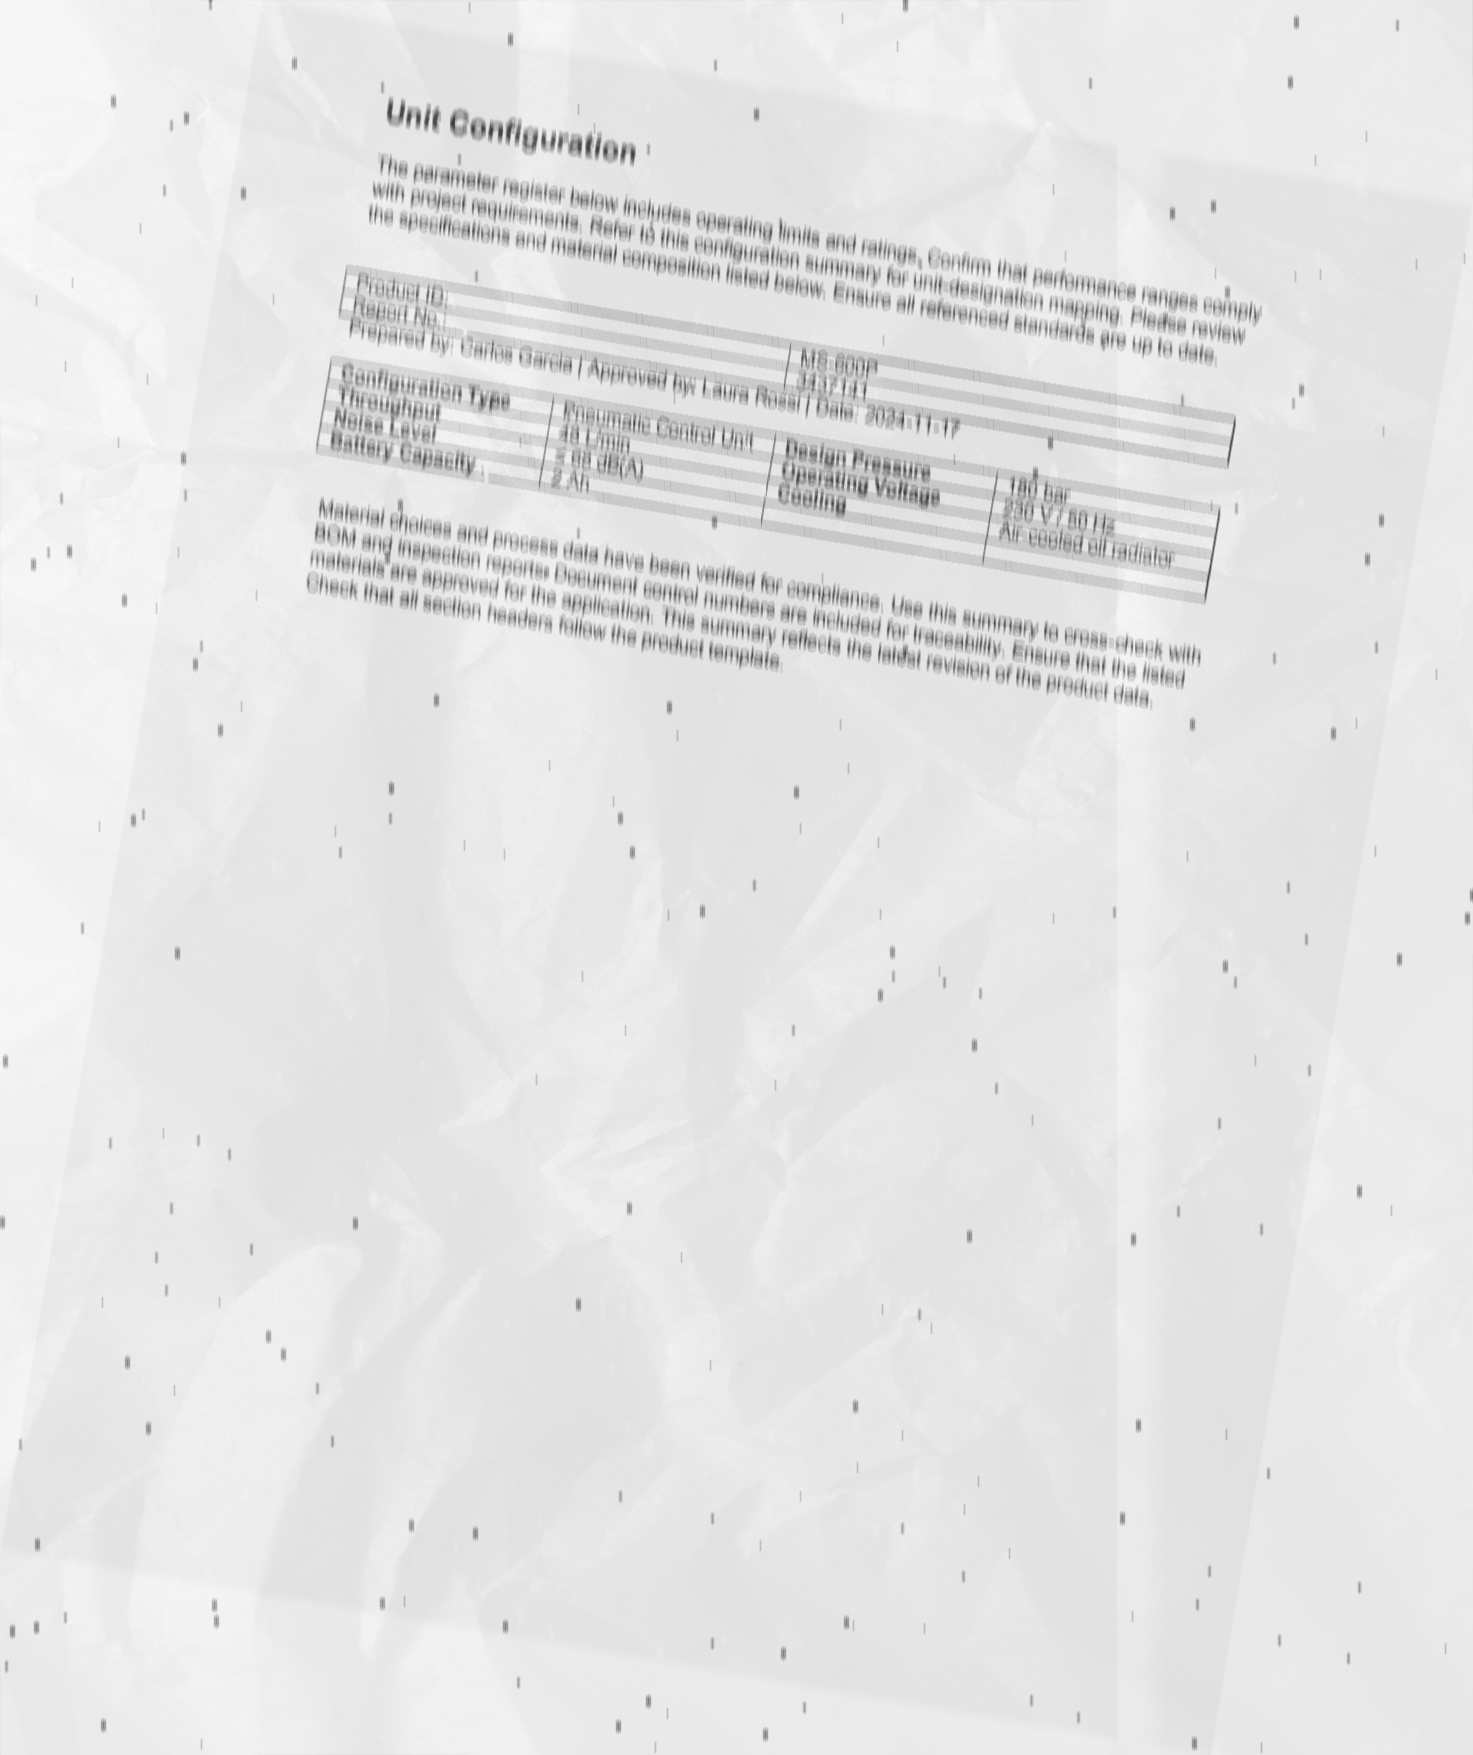 Unit Configuration
The parameter register below includes operating limits and ratings. Confirm that performance ranges comply
with project requirements. Refer to this configuration summary for unit-designation mapping. Please review
the specifications and material composition listed below. Ensure all referenced standards are up to date.
Product ID: MS-600P
Report No.: 3437141
Prepared by: Carlos Garcia | Approved by: Laura Rossi | Date: 2024-11-17
Configuration Type Pneumatic Control Unit Design Pressure 180 bar
Throughput 48 L/min Operating Voltage 230 V / 50 Hz
Noise Level dB(A) Cooling Air-cooled oil radiator
Battery Capacity Ah
Material choices and process data have been verified for compliance. Use this summary to cross-check with
BOM and inspection reports. Document control numbers are included for traceability. Ensure that the listed
materials are approved for the application. This summary reflects the latest revision of the product data.
Check that all section headers follow the product template.